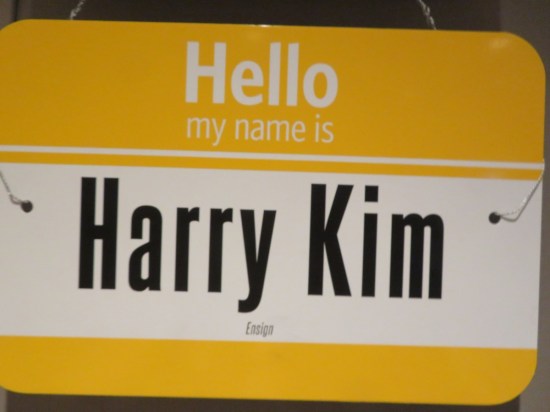 Hello
my name is
Harry Kim
Ensign